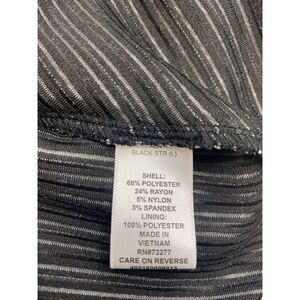 BLACK STR (L)
SHELL:
68% POLYESTER
24% RAYON
5% NYLON
3% SPANDEX
LINING:
100% POLYESTER
MADE IN
VIETNAM
RN#73277
CARE ON REVERSE